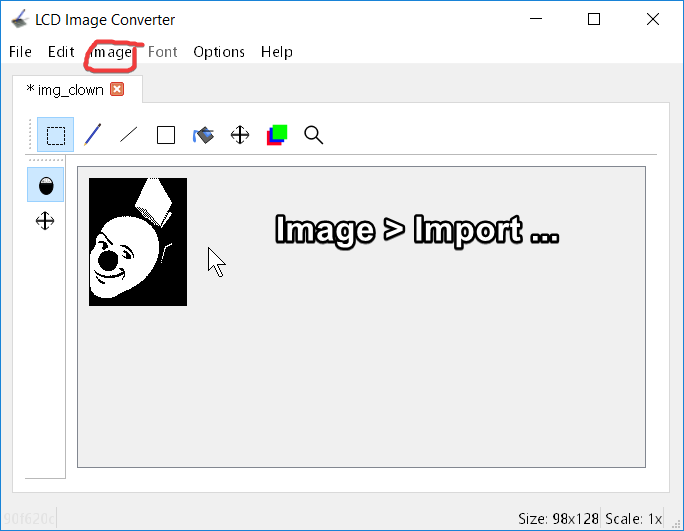 LCD Image Converter
File Edit Image Font Options Help
* img_clown
Image > Import ...
90f620c
Size: 98x128 Scale: 1x